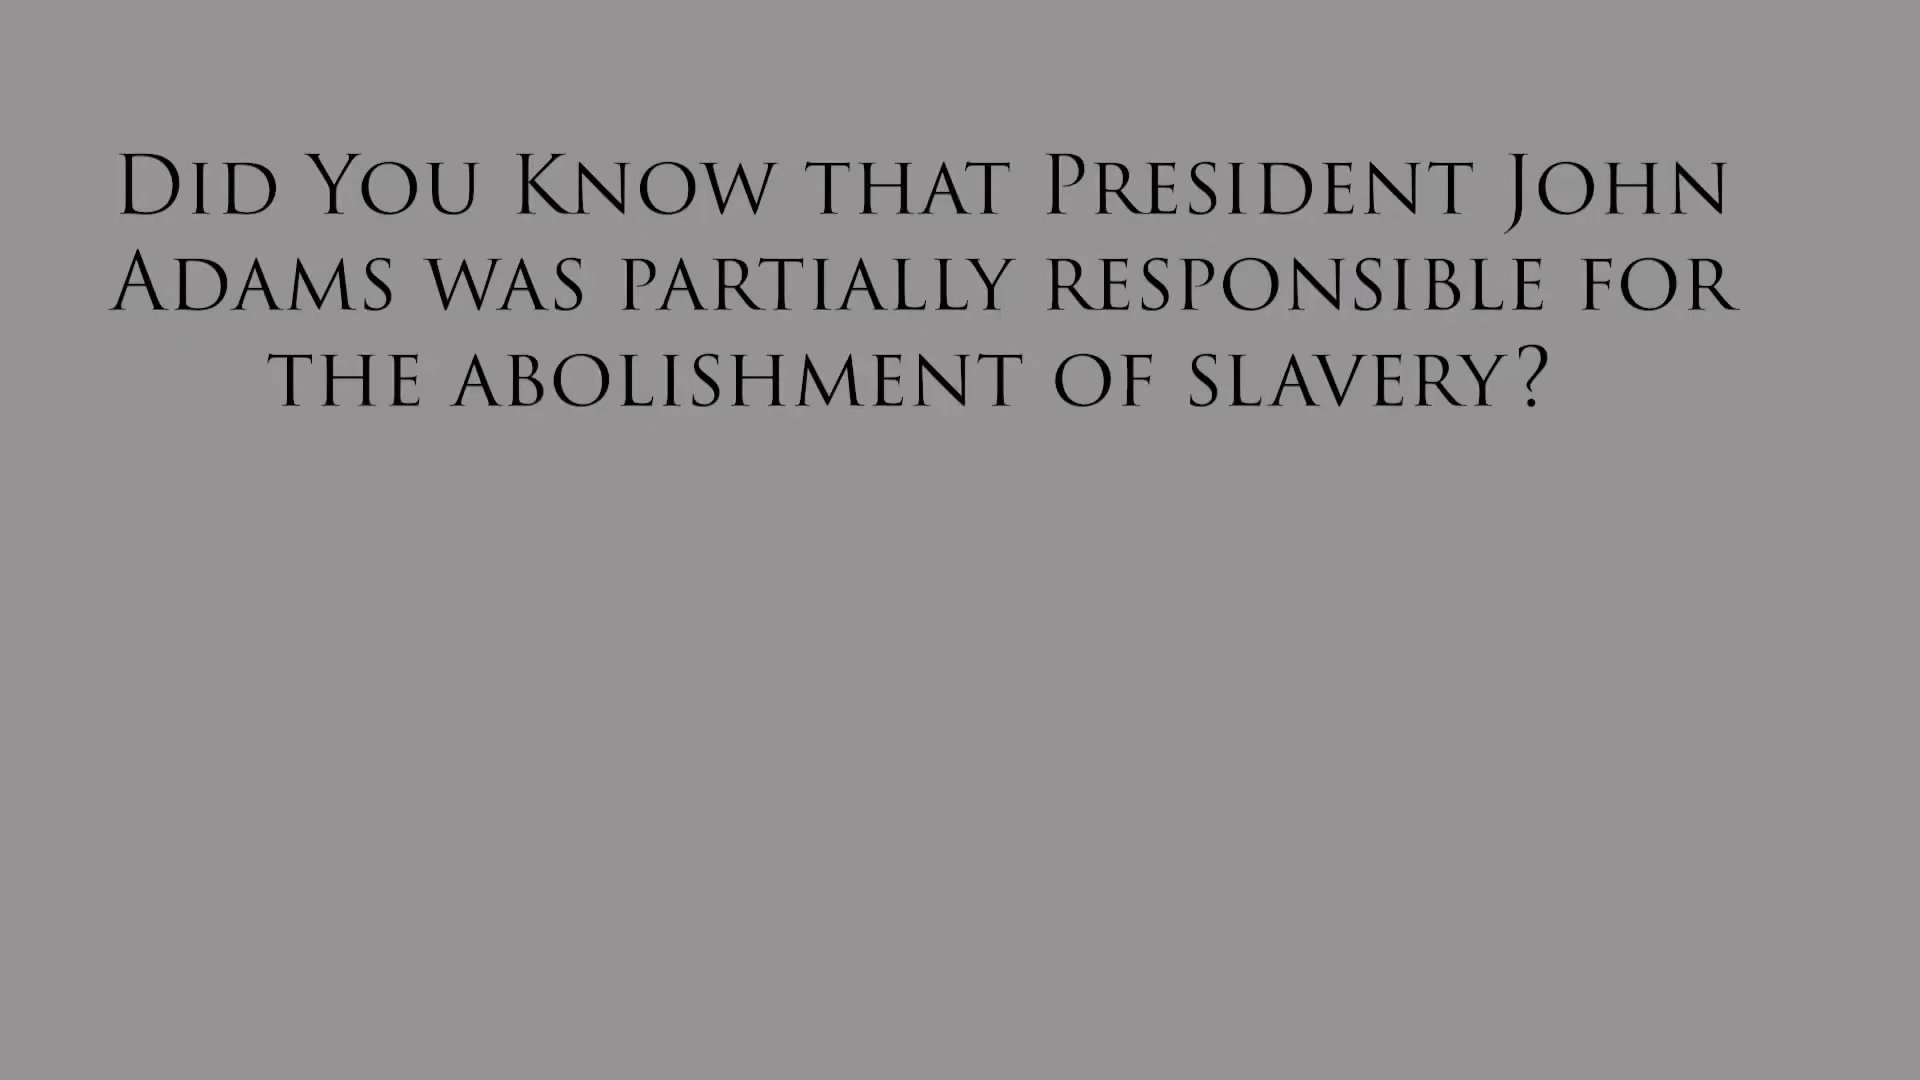 Did You Know that President John
Adams was partially responsible for
the abolishment of slavery?